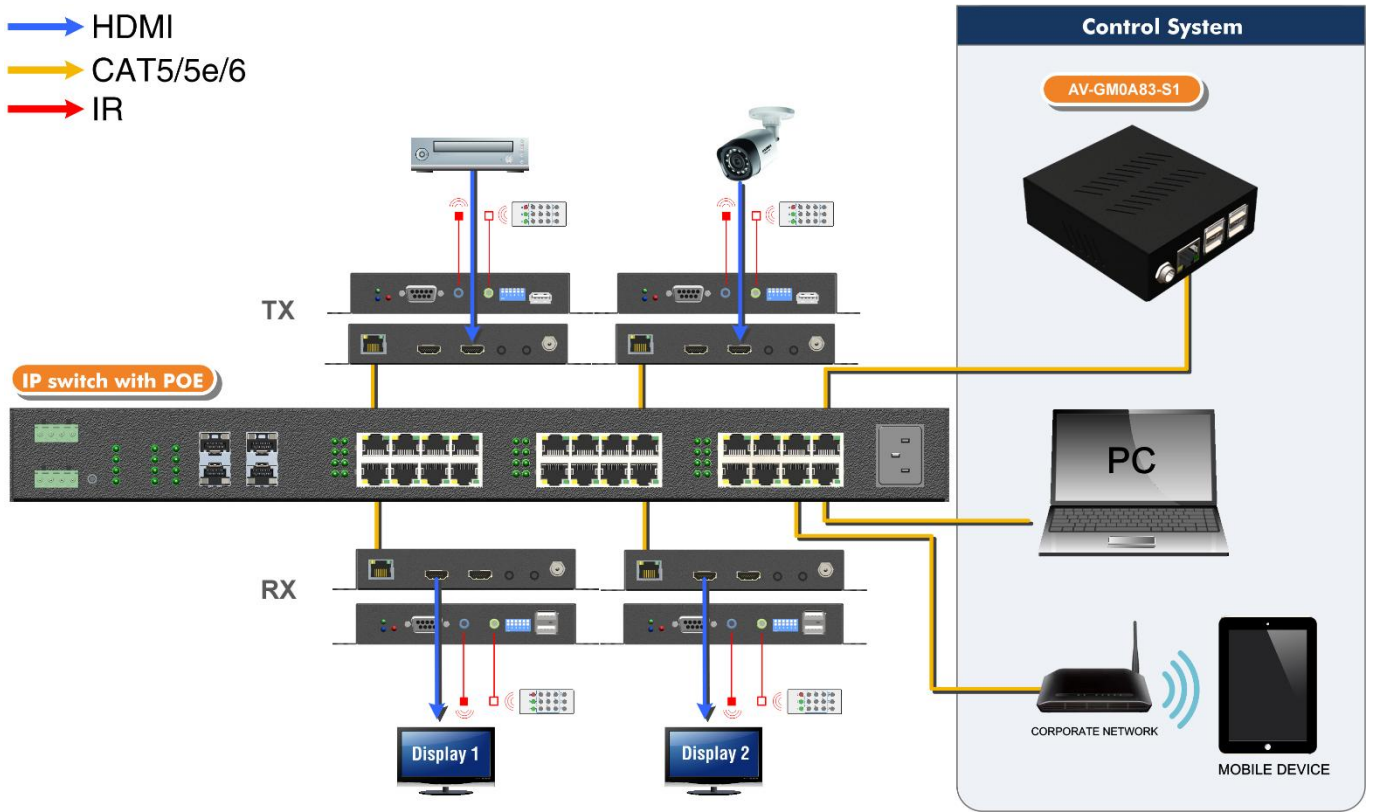 HDMI
CAT5/5e/6
IR
Control System
AV-GM0A83-S1
TX
IP switch with POE
PC
RX
CORPORATE NETWORK
Display 1
Display 2
MOBILE DEVICE